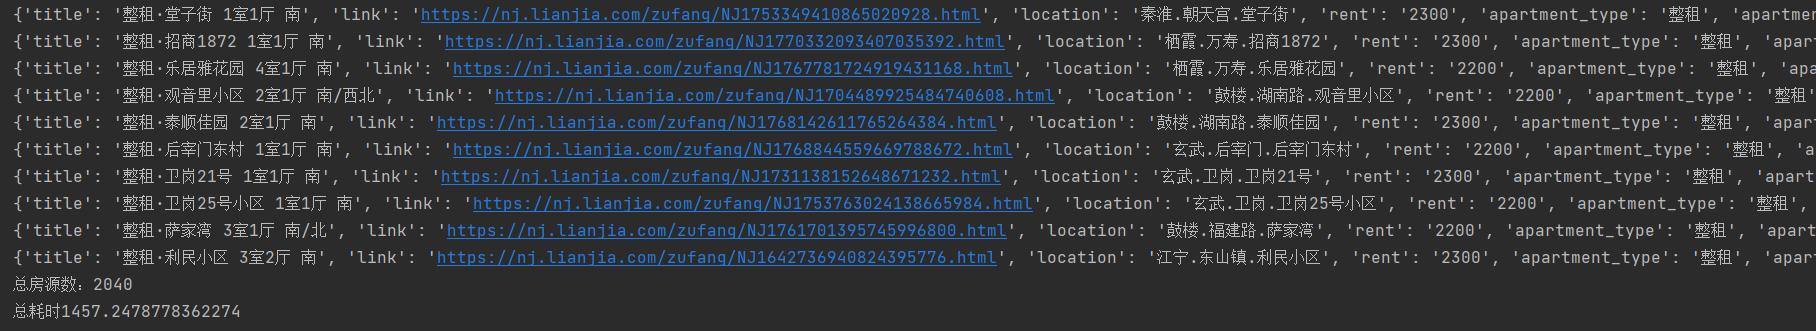 {'title': '整租·堂子街 1室1厅 南', 'link': 'https://nj.lianjia.com/zufang/NJ1753349410865020928.html', 'location': '秦淮.朝天宫.堂子街', 'rent': '2300', 'apartment_type': '整租', 'apartmen
{'title': '整租·招商1872 1室1厅 南', 'link': 'https://nj.lianjia.com/zufang/NJ1770332093407035392.html', 'location': '栖霞.万寿.招商1872', 'rent': '2300', 'apartment_type': '整租', 'apart
{'title': '整租·乐居雅花园 4室1厅 南', 'link': 'https://nj.lianjia.com/zufang/NJ1767781724919431168.html', 'location': '栖霞.万寿.乐居雅花园', 'rent': '2200', 'apartment_type': '整租', 'apa
{'title': '整租·观音里小区 2室1厅 南/西北', 'link': 'https://nj.lianjia.com/zufang/NJ1704489925484740608.html', 'location': '鼓楼.湖南路.观音里小区', 'rent': '2200', 'apartment_type': '整租'
{'title': '整租·泰顺佳园 2室1厅 南', 'link': 'https://nj.lianjia.com/zufang/NJ1768142611765264384.html', 'location': '鼓楼.湖南路.泰顺佳园', 'rent': '2300', 'apartment_type': '整租', 'apar
{'title': '整租·后宰门东村 1室1厅 南', 'link': 'https://nj.lianjia.com/zufang/NJ1768844559669788672.html', 'location': '玄武.后宰门.后宰门东村', 'rent': '2200', 'apartment_type': '整租', 'a
{'title': '整租·卫岗21号 1室1厅 南', 'link': 'https://nj.lianjia.com/zufang/NJ1731138152648671232.html', 'location': '玄武.卫岗.卫岗21号', 'rent': '2300', 'apartment_type': '整租', 'apart
{'title': '整租·卫岗25号小区 1室1厅 南', 'link': 'https://nj.lianjia.com/zufang/NJ1753763024138665984.html', 'location': '玄武.卫岗.卫岗25号小区', 'rent': '2200', 'apartment_type': '整租',
{'title': '整租·萨家湾 3室1厅 南/北', 'link': 'https://nj.lianjia.com/zufang/NJ1761701395745996800.html', 'location': '鼓楼.福建路.萨家湾', 'rent': '2200', 'apartment_type': '整租', 'apar
{'title': '整租·利民小区 3室2厅 南', 'link': 'https://nj.lianjia.com/zufang/NJ1642736940824395776.html', 'location': '江宁.东山镇.利民小区', 'rent': '2300', 'apartment_type': '整租', 'apar
总房源数：2040
总耗时1457.2478778362274